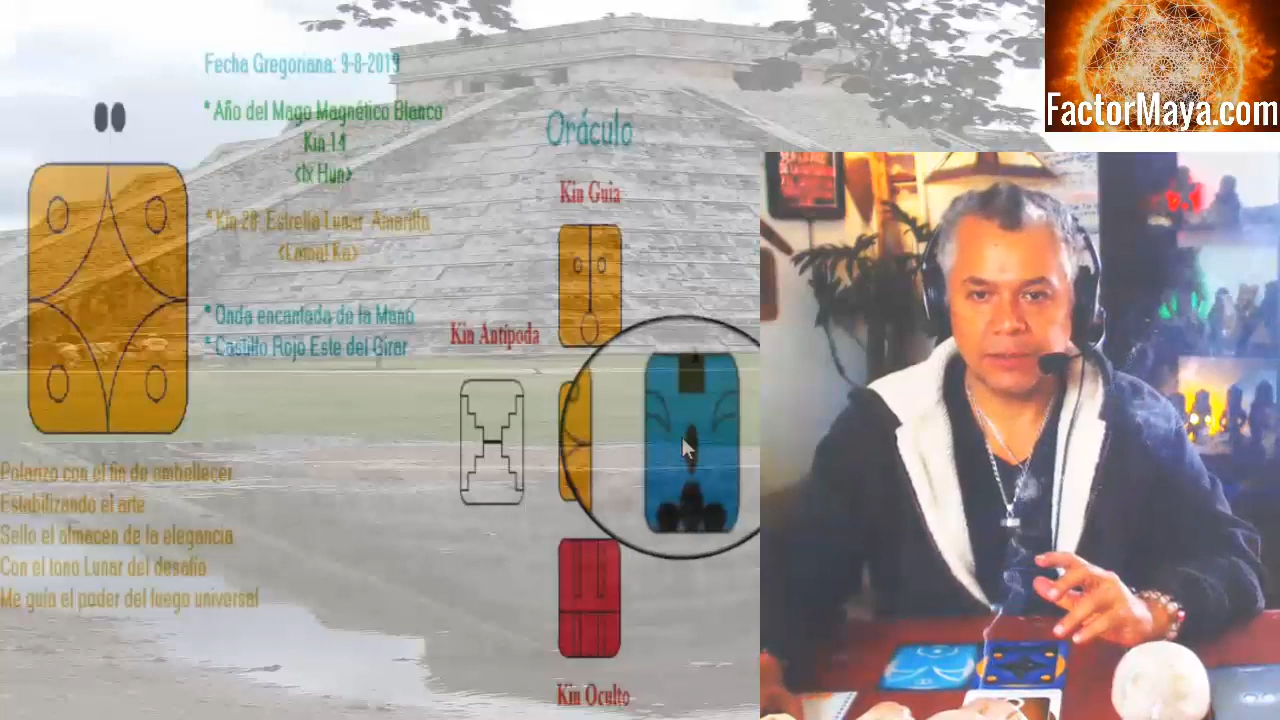 Fecha Gregoriana: 9-8-2019
* Año del Mago Magnético Blanco
Kin 14
<Ix Hun>
* Kin 28 Estrella Lunar Amarilla
<Lamat Ka>
* Onda encantada de la Mano
* Castillo Rojo Este del Girar
Polarizo con el fin de embellecer
Estabilizando el arte
Sello el almacen de la elegancia
Con el tono Lunar del desafío
Me guía el poder del fuego universal
Oráculo
Kin Guia
Kin Antípoda
Kin Oculto
FactorMaya.com